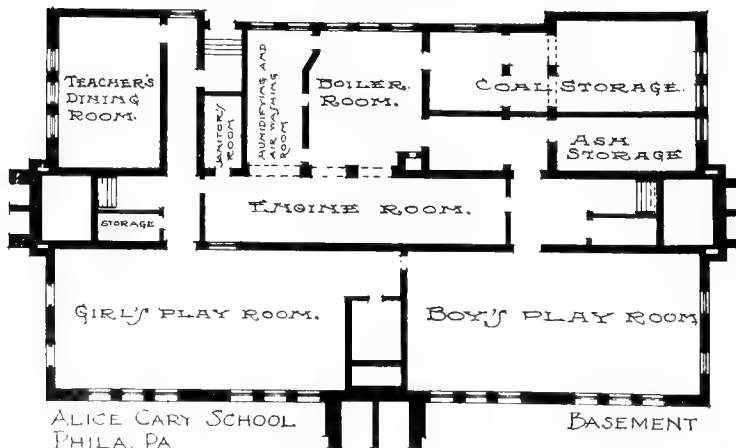 TEACHER'S
DINING
ROOM.
JANITOR'S
ROOM
HUMIDIFYING AND
AIR WASHING
ROOM
BOILER
ROOM.
COAL STORAGE.
ASH
STORAGE
STORAGE
ENGINE ROOM.
GIRL'S PLAY ROOM.
BOY'S PLAY ROOM
ALICE CARY SCHOOL
PHILA. PA
BASEMENT